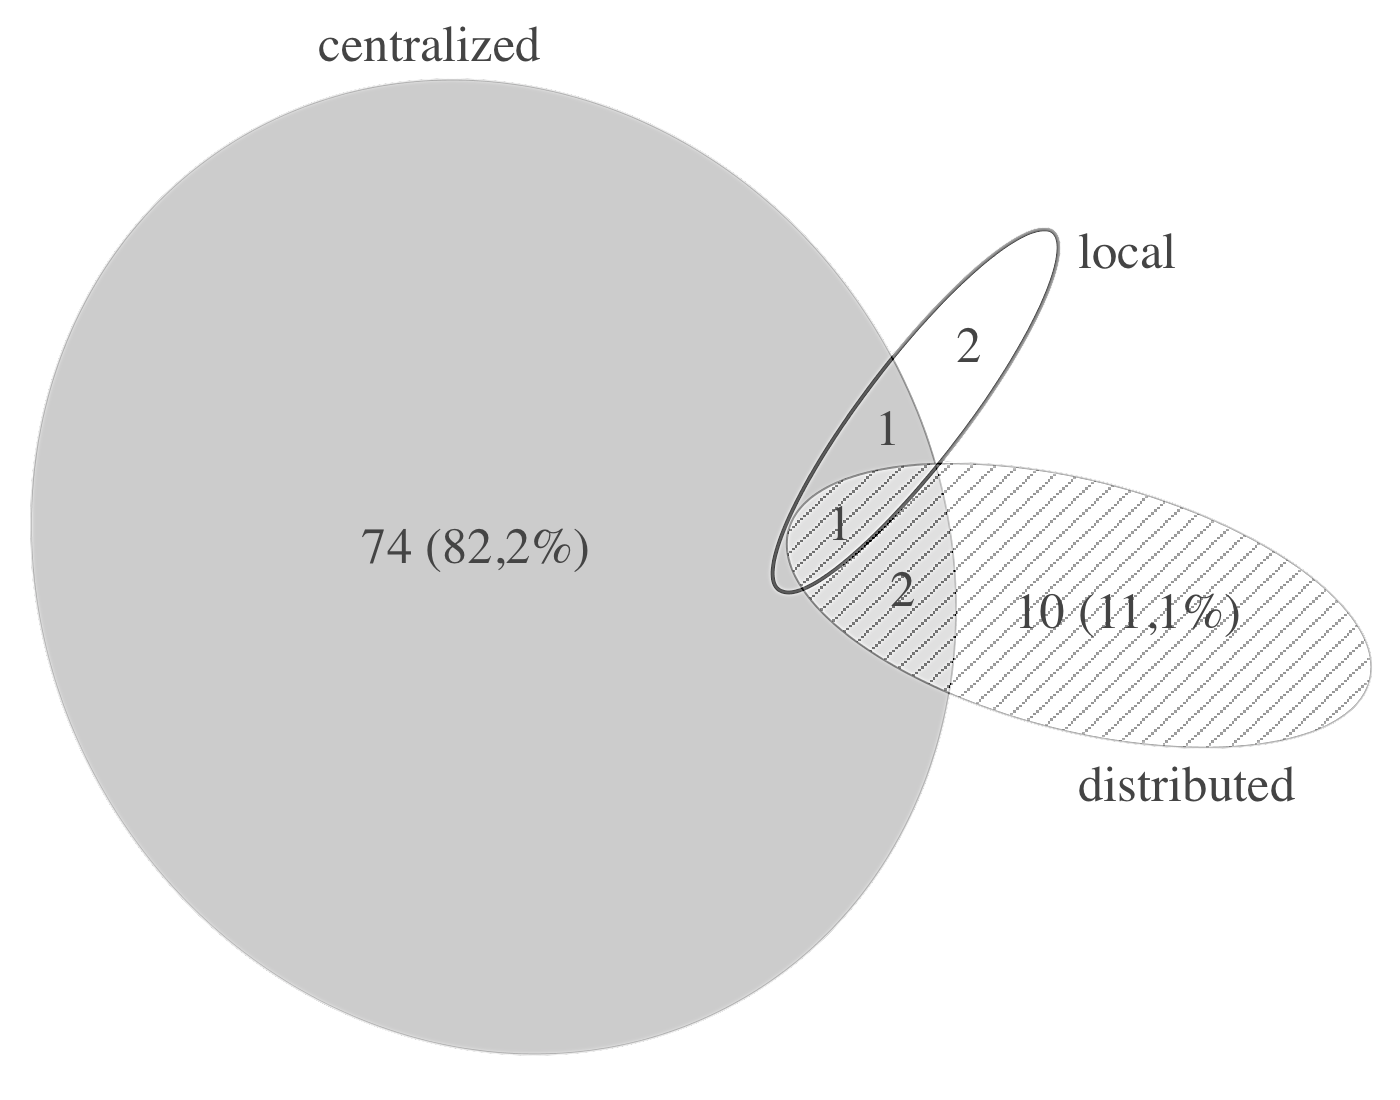 centralized
local
2
1
1
74 (82,2%)
2
10 (11,1%)
distributed